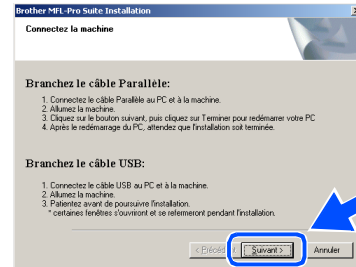 Brother MFL-Pro Suite Installation
Connectez la machine
Branchez le câble Parallèle:
1. Connectez le câble Parallèle au PC et à la machine.
2. Allumez la machine.
3. Cliquez sur le bouton suivant, puis cliquez sur Terminer pour redémarrer votre PC
4. Après le redémarrage du PC, attendez que l'installation soit terminée.
Branchez le câble USB:
1. Connectez le câble USB au PC et à la machine.
2. Allumez la machine.
3. Patientez avant de poursuivre l'installation.
* certaines fenêtres s'ouvriront et se refermeront pendant l'installation.
Suivant > Annuler